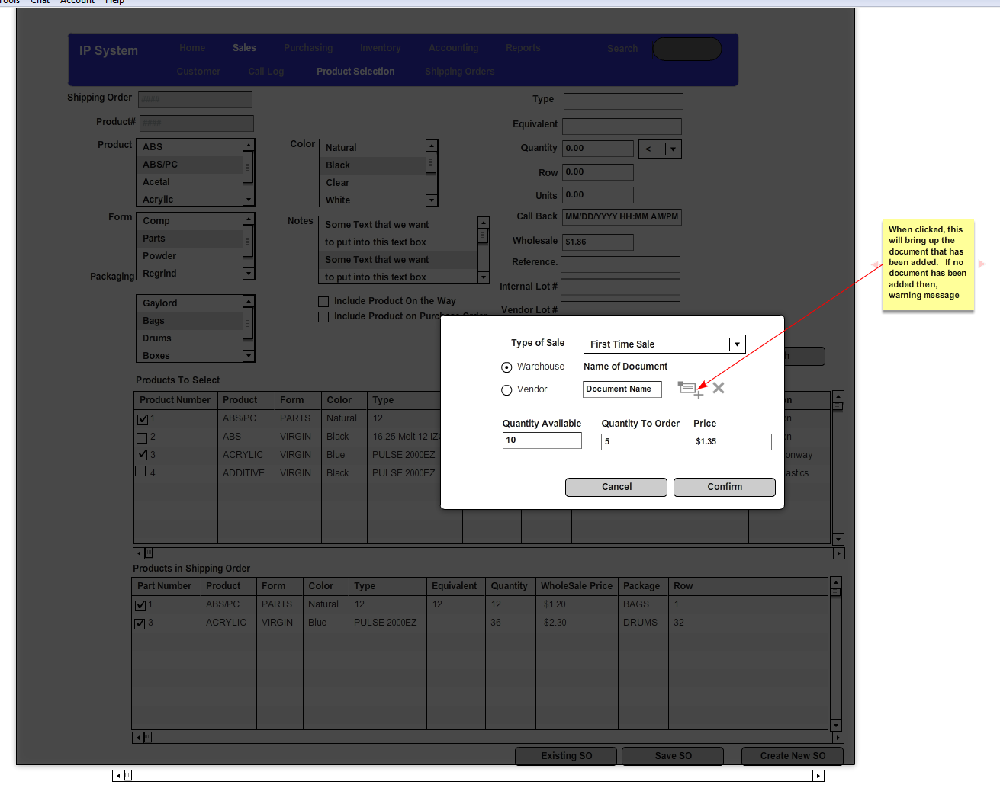 Tools Chat Account Help
IP System
Home Sales Purchasing Inventory Accounting Reports Search
Customer Call Log Product Selection Shipping Orders
Shipping Order ####
Product# ####
Product
ABS
ABS/PC
Acetal
Acrylic
Form
Comp
Parts
Powder
Regrind
Packaging
Gaylord
Bags
Drums
Boxes
Color
Natural
Black
Clear
White
Notes
Some Text that we want
to put into this text box
Some Text that we want
to put into this text box
Include Product On the Way
Include Product on Purchase Order
Type
Equivalent
Quantity 0.00 <
Row 0.00
Units 0.00
Call Back MM/DD/YYYY HH:MM AM/PM
Wholesale $1.86
Reference.
Internal Lot #
Vendor Lot #
When clicked, this
will bring up the
document that has
been added. If no
document has been
added then,
warning message
Type of Sale First Time Sale
Warehouse Name of Document
Vendor Document Name
Quantity Available Quantity To Order Price
10 5 $1.35
Cancel Confirm
Products To Select
Product Number Product Form Color Type
1 ABS/PC PARTS Natural 12
2 ABS VIRGIN Black 16.25 Melt 12 IZO
3 ACRYLIC VIRGIN Blue PULSE 2000EZ onway
4 ADDITIVE VIRGIN Black PULSE 2000EZ astics
Products in Shipping Order
Part Number Product Form Color Type Equivalent Quantity WholeSale Price Package Row
1 ABS/PC PARTS Natural 12 12 12 $1.20 BAGS 1
3 ACRYLIC VIRGIN Blue PULSE 2000EZ 36 $2.30 DRUMS 32
Existing SO Save SO Create New SO